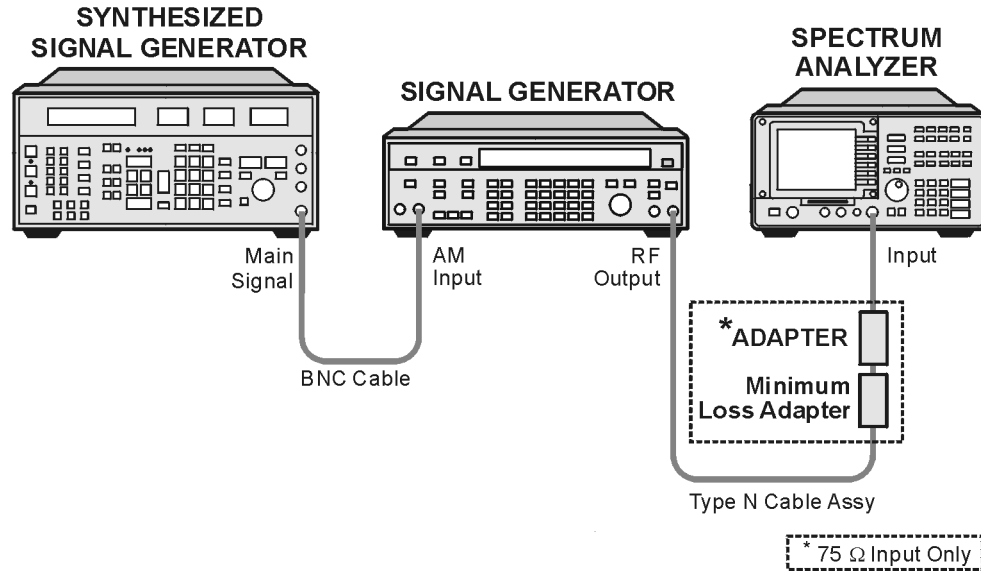 SYNTHESIZED
SIGNAL GENERATOR
SIGNAL GENERATOR
SPECTRUM
ANALYZER
Main
Signal
AM
Input
RF
Output
Input
BNC Cable
*ADAPTER
Minimum
Loss Adapter
Type N Cable Assy
* 75 Ω Input Only